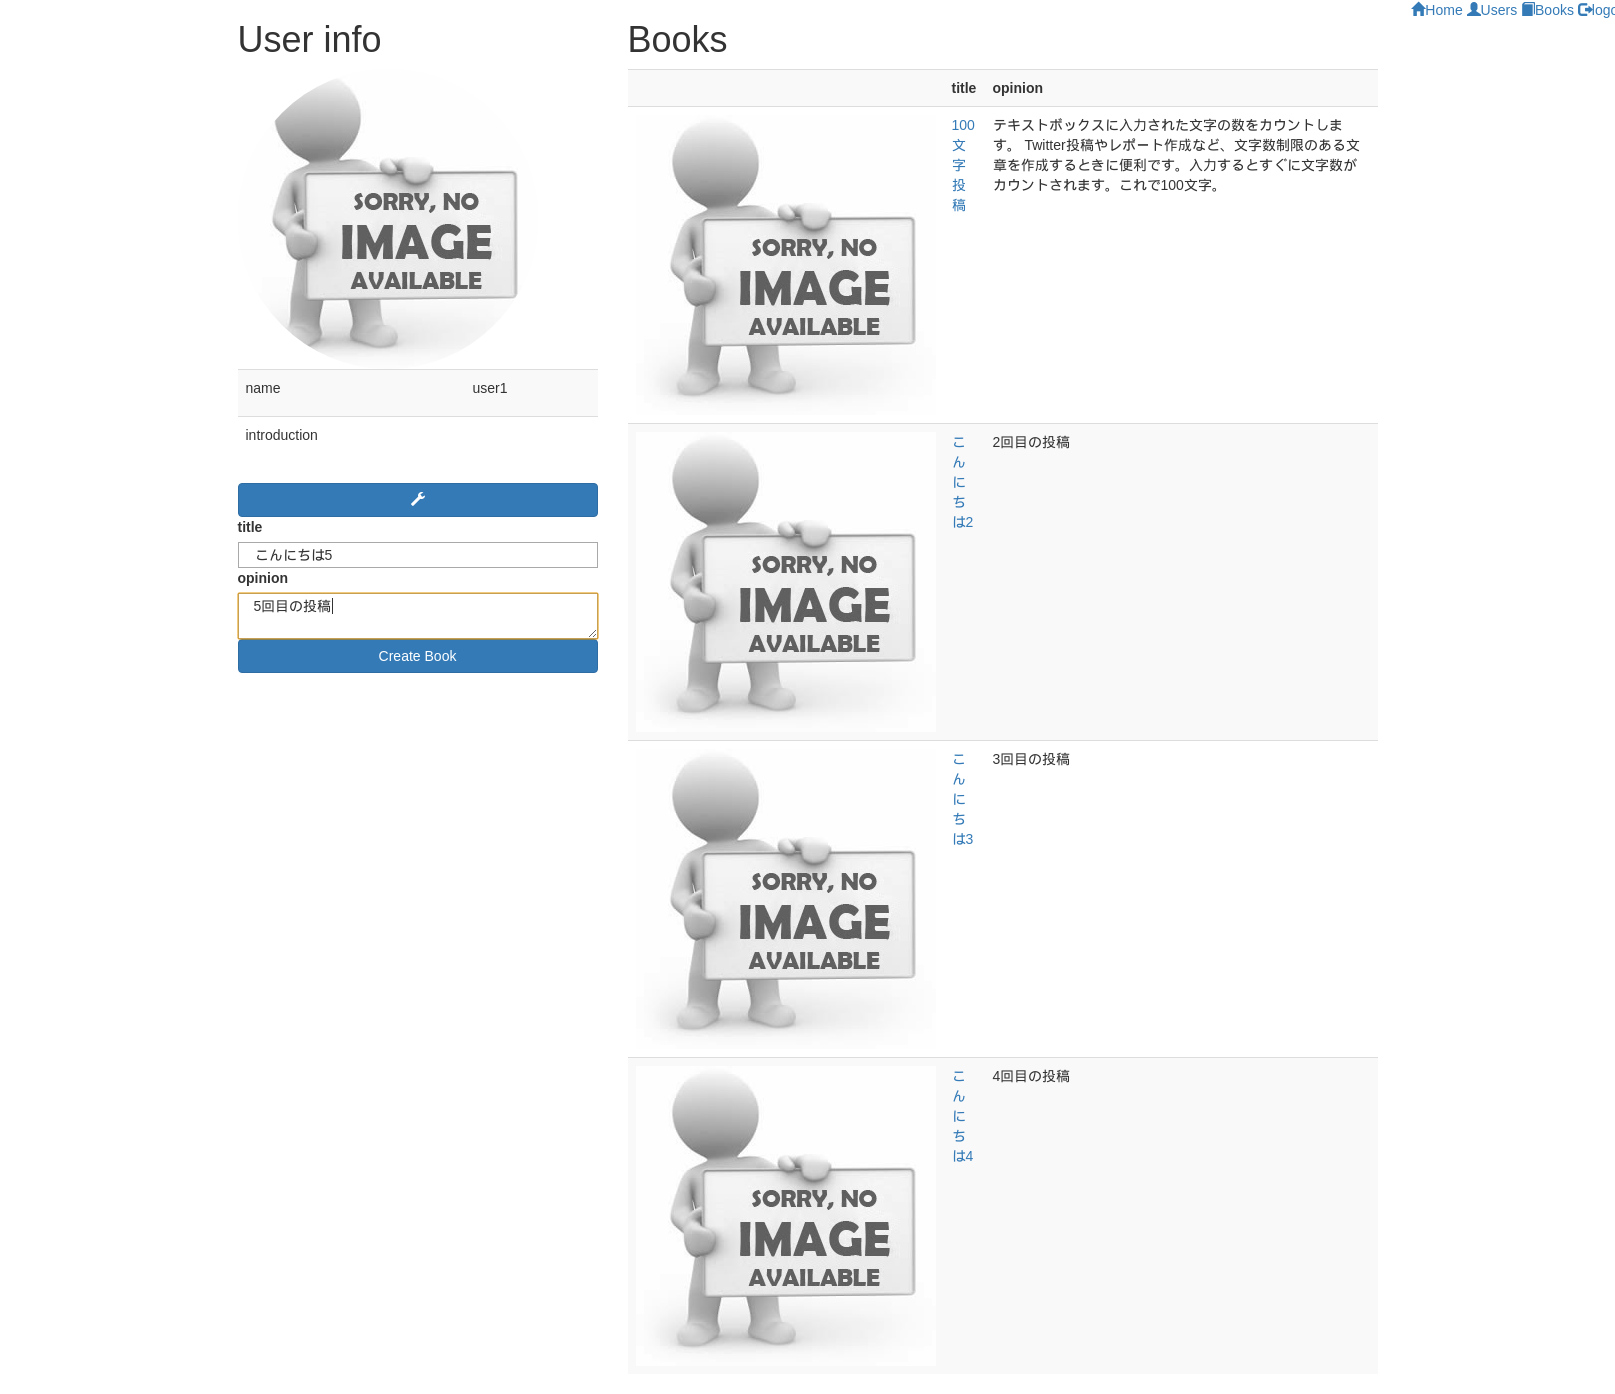 Home Users Books logo
User info
SORRY, NO
IMAGE
AVAILABLE
name user1
introduction
title
こんにちは5
opinion
5回目の投稿
Create Book
Books
title opinion
SORRY, NO
IMAGE
AVAILABLE
100
文
字
投
稿
テキストボックスに入力された文字の数をカウントしま
す。 Twitter投稿やレポート作成など、文字数制限のある文
章を作成するときに便利です。入力するとすぐに文字数が
カウントされます。これで100文字。
SORRY, NO
IMAGE
AVAILABLE
こ
ん
に
ち
は2
2回目の投稿
SORRY, NO
IMAGE
AVAILABLE
こ
ん
に
ち
は3
3回目の投稿
SORRY, NO
IMAGE
AVAILABLE
こ
ん
に
ち
は4
4回目の投稿